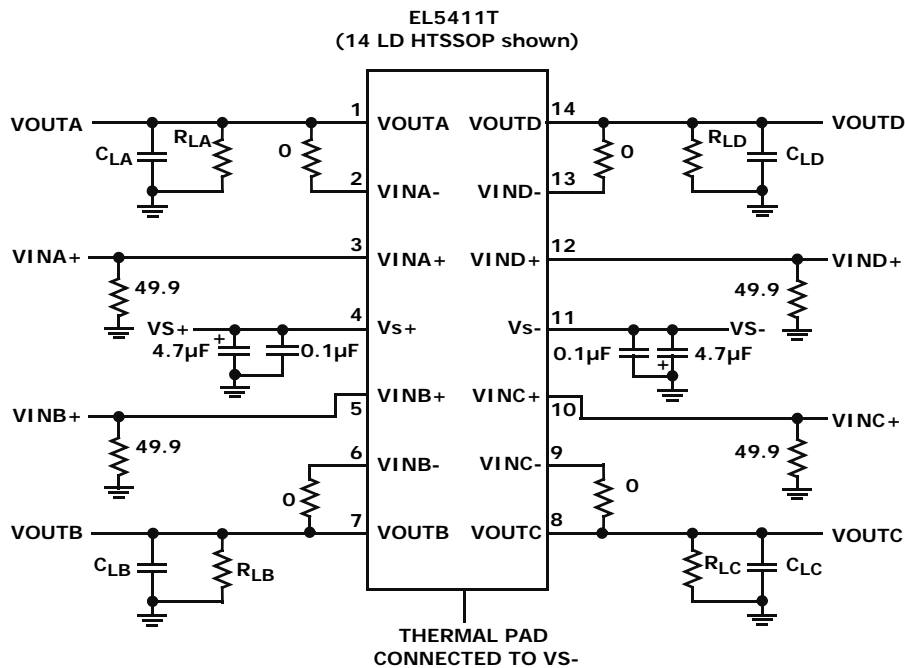 EL5411T
(14 LD HTSSOP shown)
VOUTA
1
VOUTA
VOUTD
14
VOUTD
CLA
RLA
0
0
RLD
CLD
2
VINA-
VIND-
13
VINA+
3
VINA+
VIND+
12
VIND+
49.9
49.9
VS+
4
Vs+
Vs-
11
VS-
+
4.7µF
0.1µF
0.1µF
+
4.7µF
VINB+
VINB+
5
VINC+
10
VINC+
49.9
49.9
6
VINB-
VINC-
9
0
0
VOUTB
7
VOUTB
VOUTC
8
VOUTC
CLB
RLB
RLC
CLC
THERMAL PAD
CONNECTED TO VS-